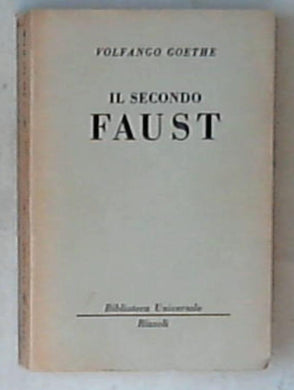 VOLFANGO GOETHE
IL SECONDO
FAUST
Biblioteca Universale
Rizzoli